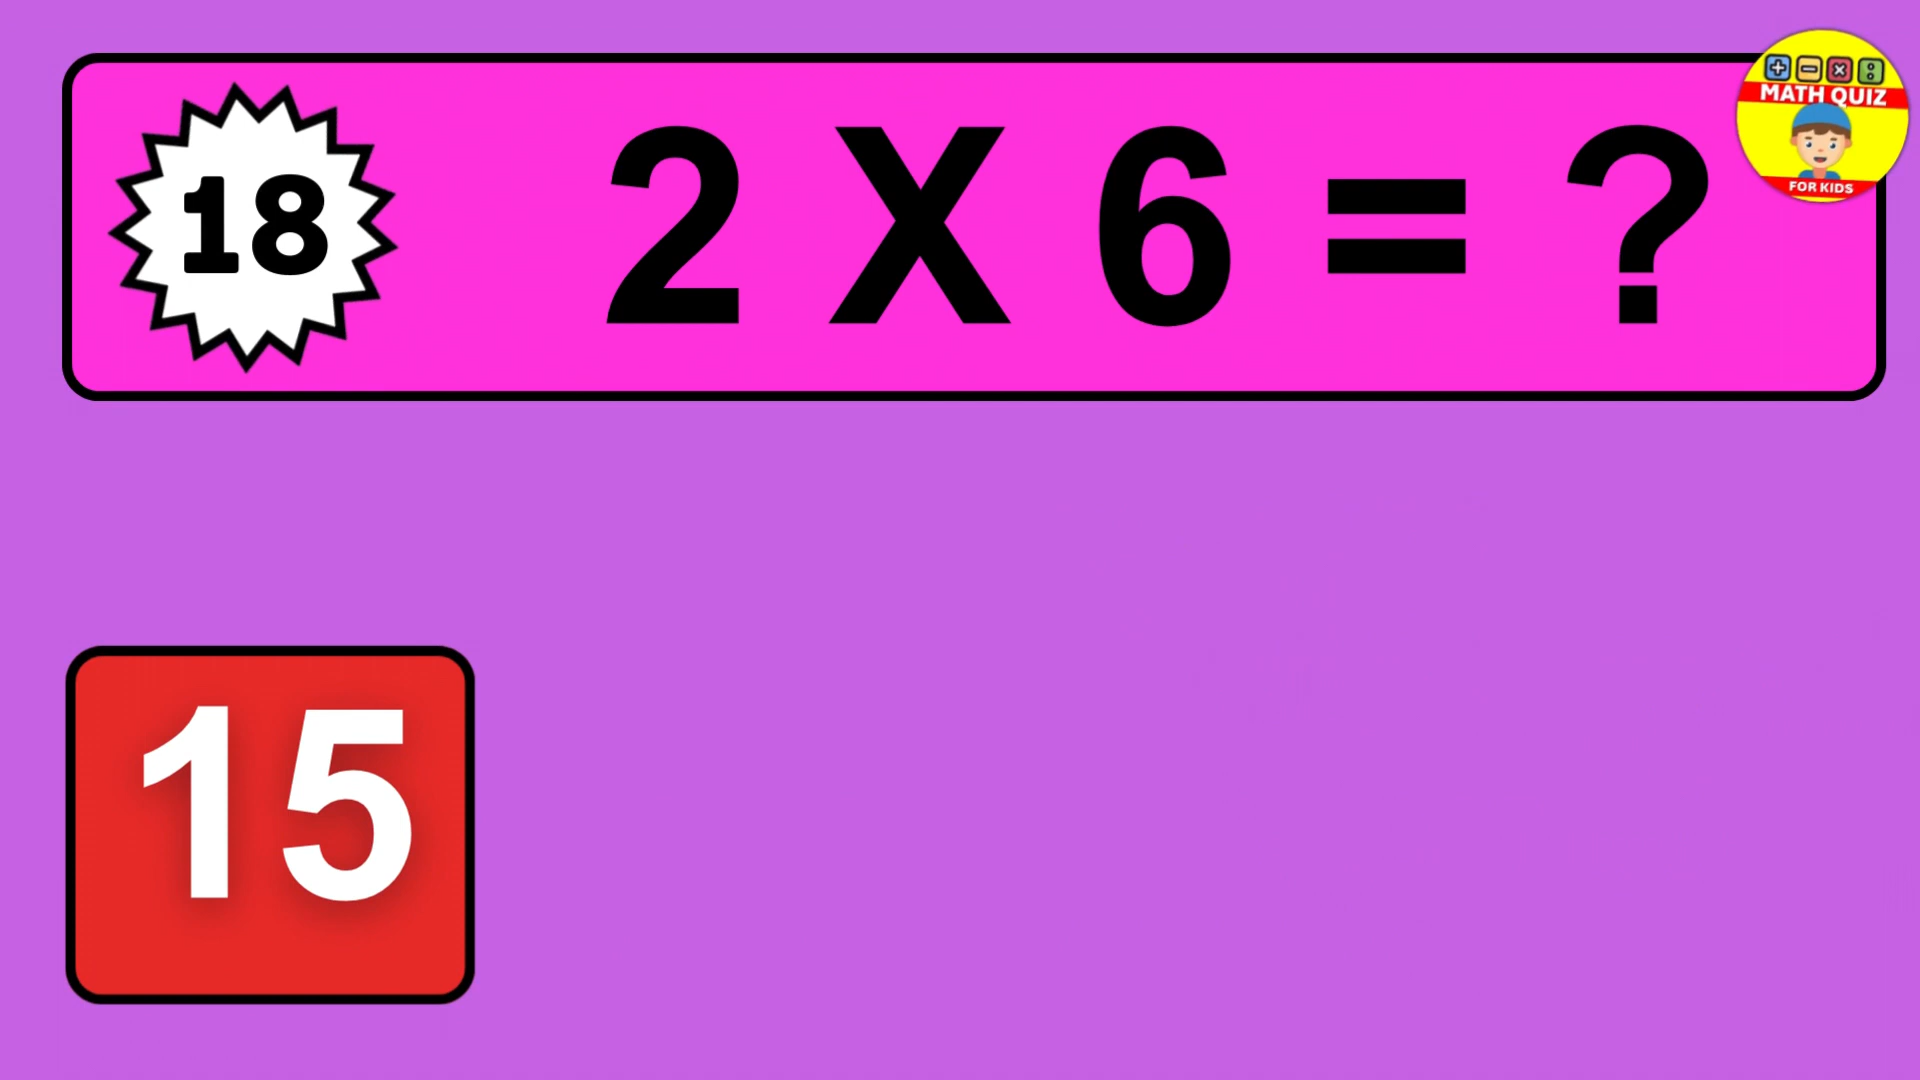 18
2 X 6 = ?
+ − × :
MATH QUIZ
FOR KIDS
15